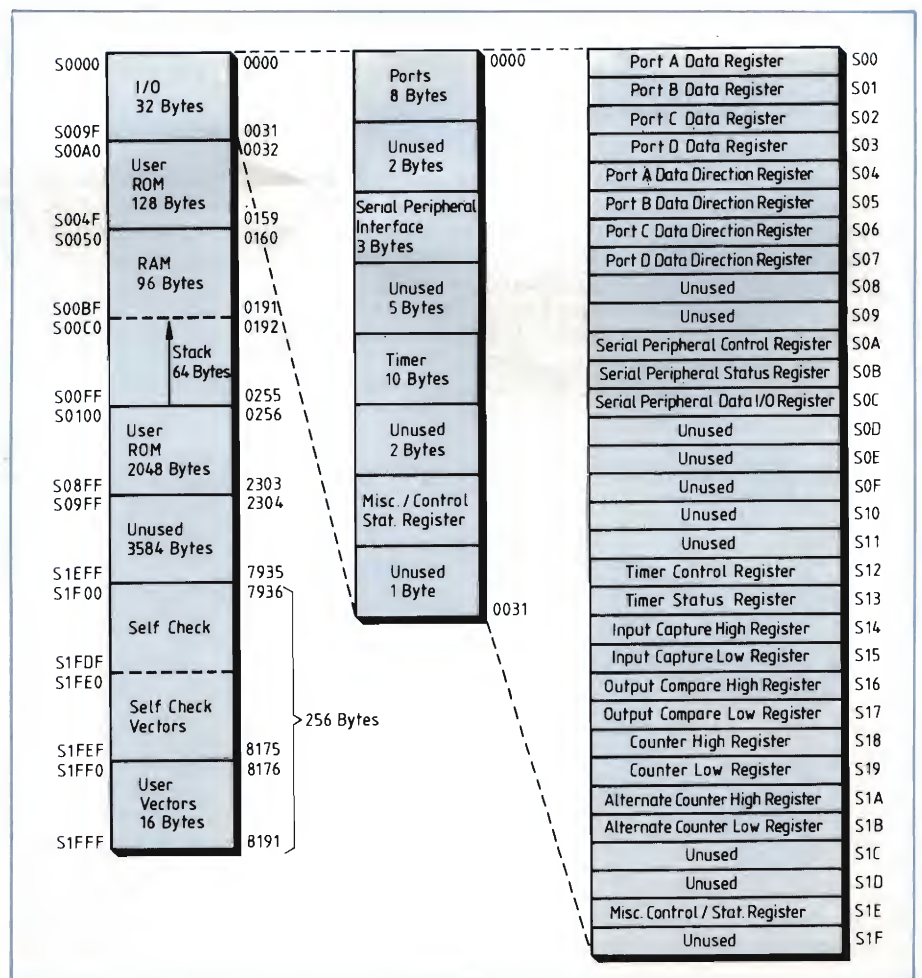 S0000
I/O
32 Bytes
0000
S009F
0031
S00A0
0032
User
ROM
128 Bytes
S004F
0159
S0050
0160
RAM
96 Bytes
S00BF
0191
S00C0
0192
Stack
64 Bytes
S00FF
0255
S0100
0256
User
ROM
2048 Bytes
S08FF
2303
S09FF
2304
Unused
3584 Bytes
S1EFF
7935
S1F00
7936
Self Check
S1FDF
S1FE0
Self Check
Vectors
256 Bytes
S1FEF
8175
S1FF0
8176
User
Vectors
16 Bytes
S1FFF
8191
0000
Ports
8 Bytes
Unused
2 Bytes
Serial Peripheral
Interface
3 Bytes
Unused
5 Bytes
Timer
10 Bytes
Unused
2 Bytes
Misc. / Control
Stat. Register
Unused
1 Byte
0031
Port A Data Register S00
Port B Data Register S01
Port C Data Register S02
Port D Data Register S03
Port A Data Direction Register S04
Port B Data Direction Register S05
Port C Data Direction Register S06
Port D Data Direction Register S07
Unused S08
Unused S09
Serial Peripheral Control Register S0A
Serial Peripheral Status Register S0B
Serial Peripheral Data I/O Register S0C
Unused S0D
Unused S0E
Unused S0F
Unused S10
Unused S11
Timer Control Register S12
Timer Status Register S13
Input Capture High Register S14
Input Capture Low Register S15
Output Compare High Register S16
Output Compare Low Register S17
Counter High Register S18
Counter Low Register S19
Alternate Counter High Register S1A
Alternate Counter Low Register S1B
Unused S1C
Unused S1D
Misc. Control / Stat. Register S1E
Unused S1F